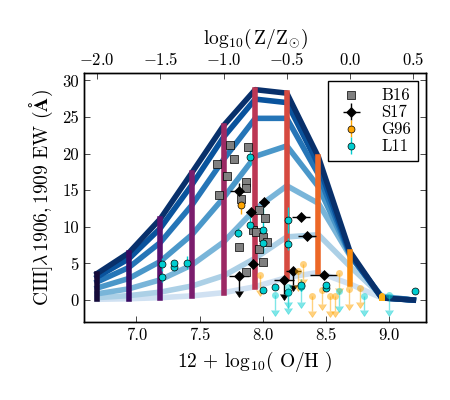 log₁₀(Z/Z☉)
−2.0 −1.5 −1.0 −0.5 0.0 0.5
30
25
20
15
10
5
0
CIII]λ1906,1909 EW (Å)
B16
S17
G96
L11
7.0 7.5 8.0 8.5 9.0
12 + log₁₀( O/H )